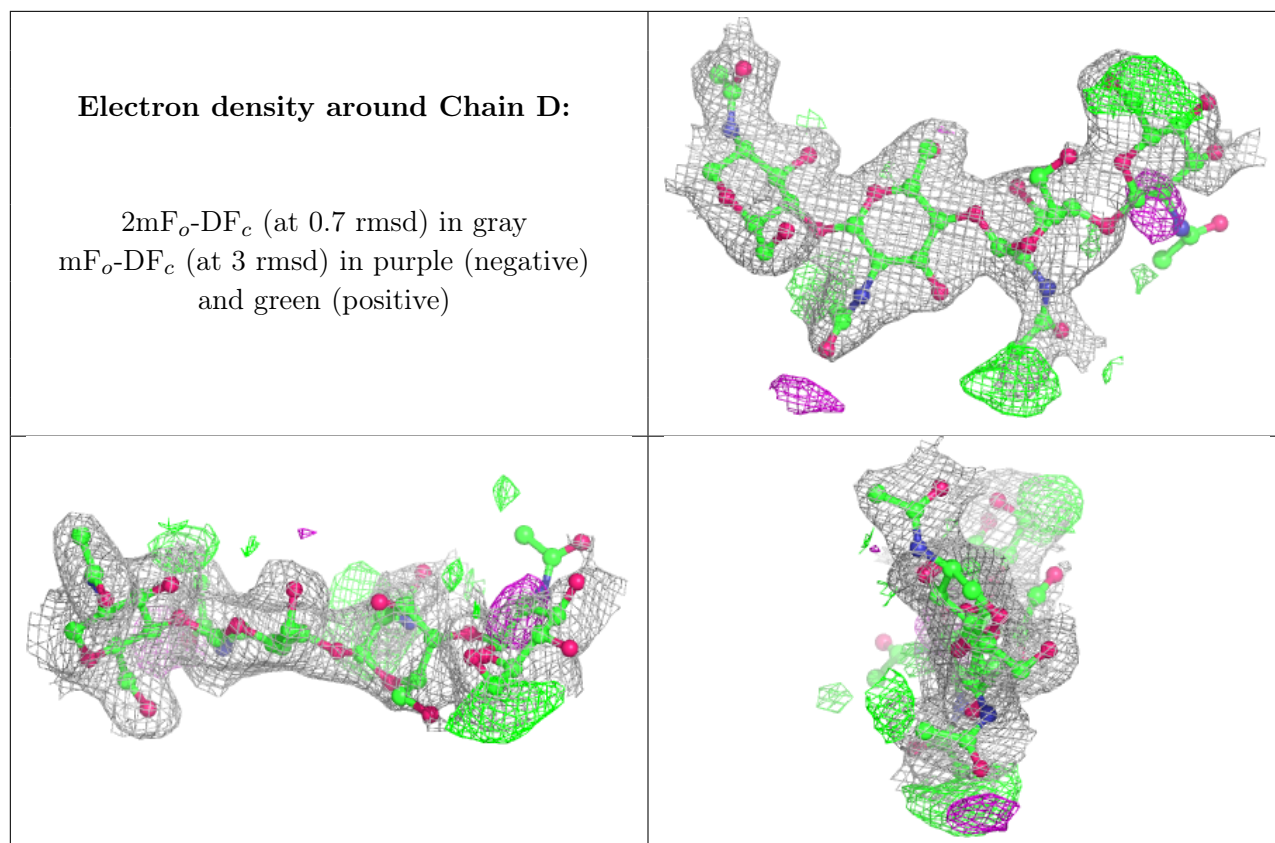 Electron density around Chain D:
2mFo-DFc (at 0.7 rmsd) in gray
mFo-DFc (at 3 rmsd) in purple (negative)
and green (positive)